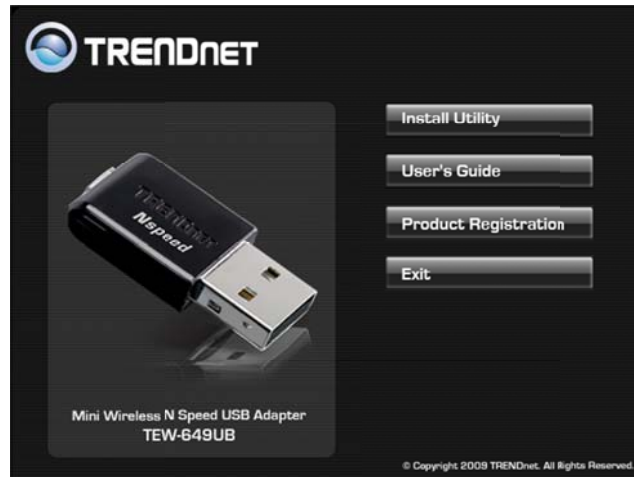 TRENDnet
Install Utility
User's Guide
Product Registration
Exit
TRENDnet
Nspeed
Mini Wireless N Speed USB Adapter
TEW-649UB
© Copyright 2009 TRENDnet. All Rights Reserved.